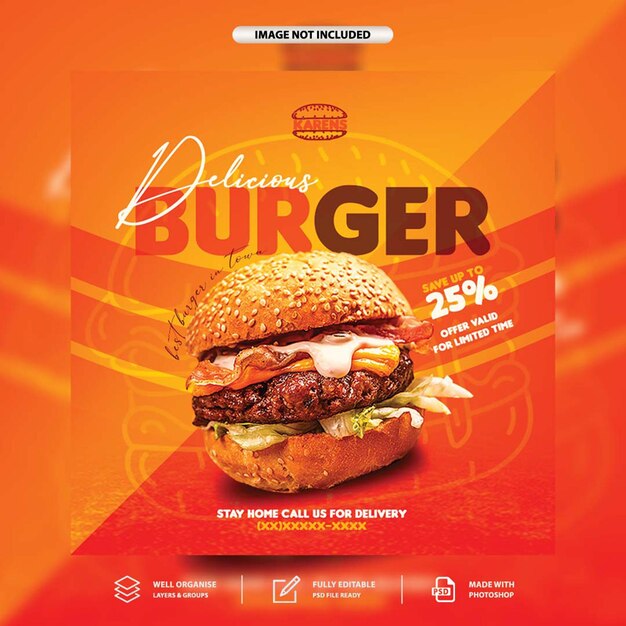 IMAGE NOT INCLUDED
KARENS
Delicious
BURGER
best burger in town
SAVE UP TO
25%
OFFER VALID
FOR LIMITED TIME
STAY HOME CALL US FOR DELIVERY
(XX)XXXXX-XXXX
WELL ORGANISE
LAYERS & GROUPS
FULLY EDITABLE
PSD FILE READY
PSD
MADE WITH
PHOTOSHOP